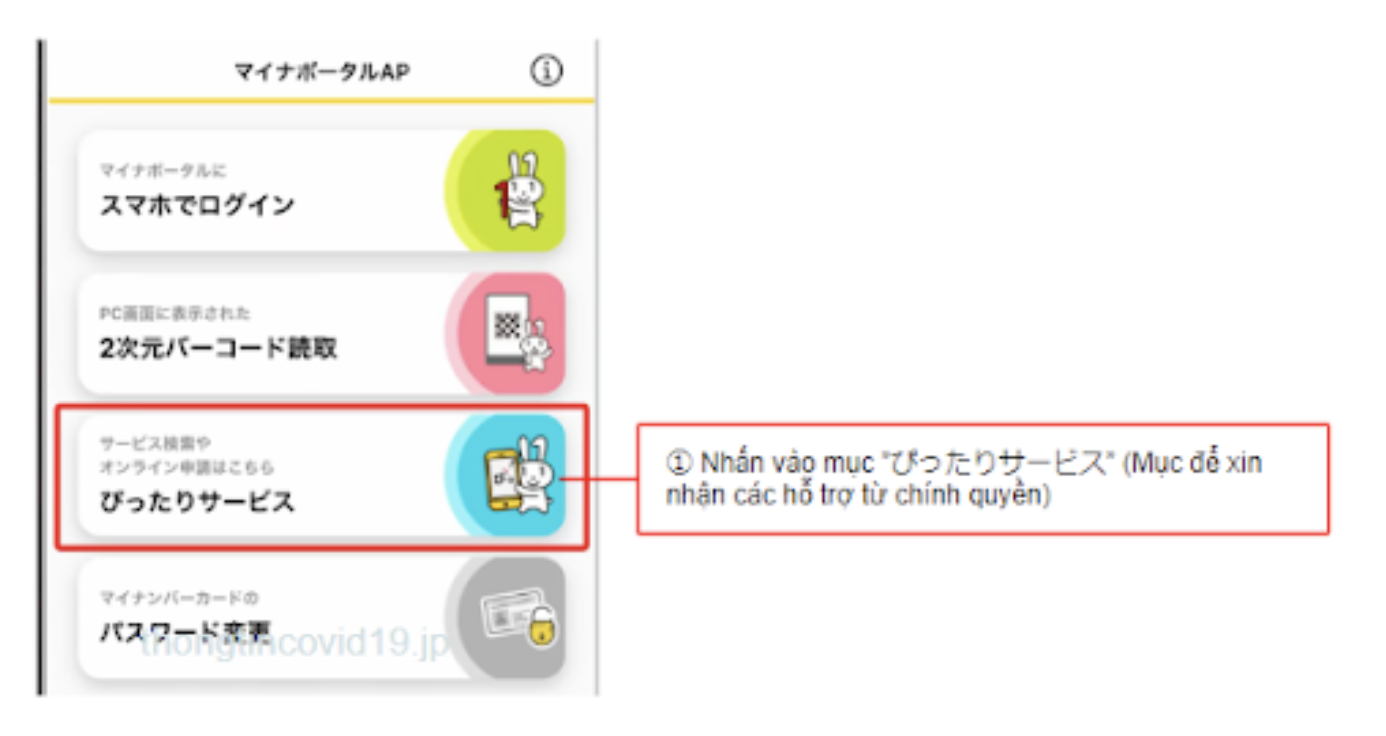 マイナポータルAP
マイナポータルに
スマホでログイン
PC画面に表示された
2次元バーコード読取
サービス検索や
オンライン申請はこちら
ぴったりサービス
① Nhấn vào mục "ぴったりサービス" (Mục để xin
nhận các hỗ trợ từ chính quyền)
マイナンバーカードの
パスワード変更
thongtincovid19.jp